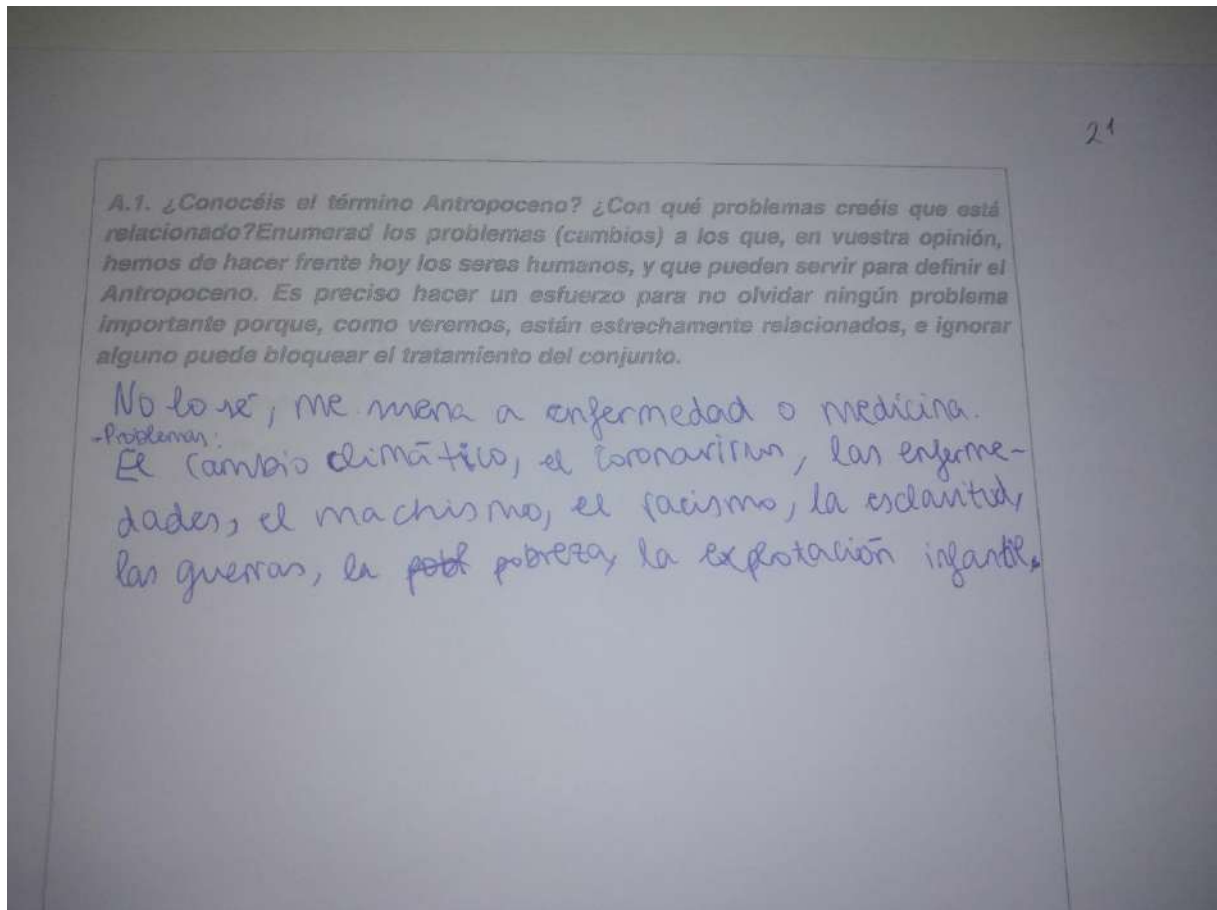 21
A.1. ¿Conocéis el término Antropoceno? ¿Con qué problemas creéis que está
relacionado?Enumerad los problemas (cambios) a los que, en vuestra opinión,
hemos de hacer frente hoy los seres humanos, y que pueden servir para definir el
Antropoceno. Es preciso hacer un esfuerzo para no olvidar ningún problema
importante porque, como veremos, están estrechamente relacionados, e ignorar
alguno puede bloquear el tratamiento del conjunto.
No lo sé, me suena a enfermedad o medicina.
-Problemas:
El cambio climático, el coronavirus, las enferme-
dades, el machismo, el racismo, la esclavitud,
las guerras, la pobreza, la explotación infantil.